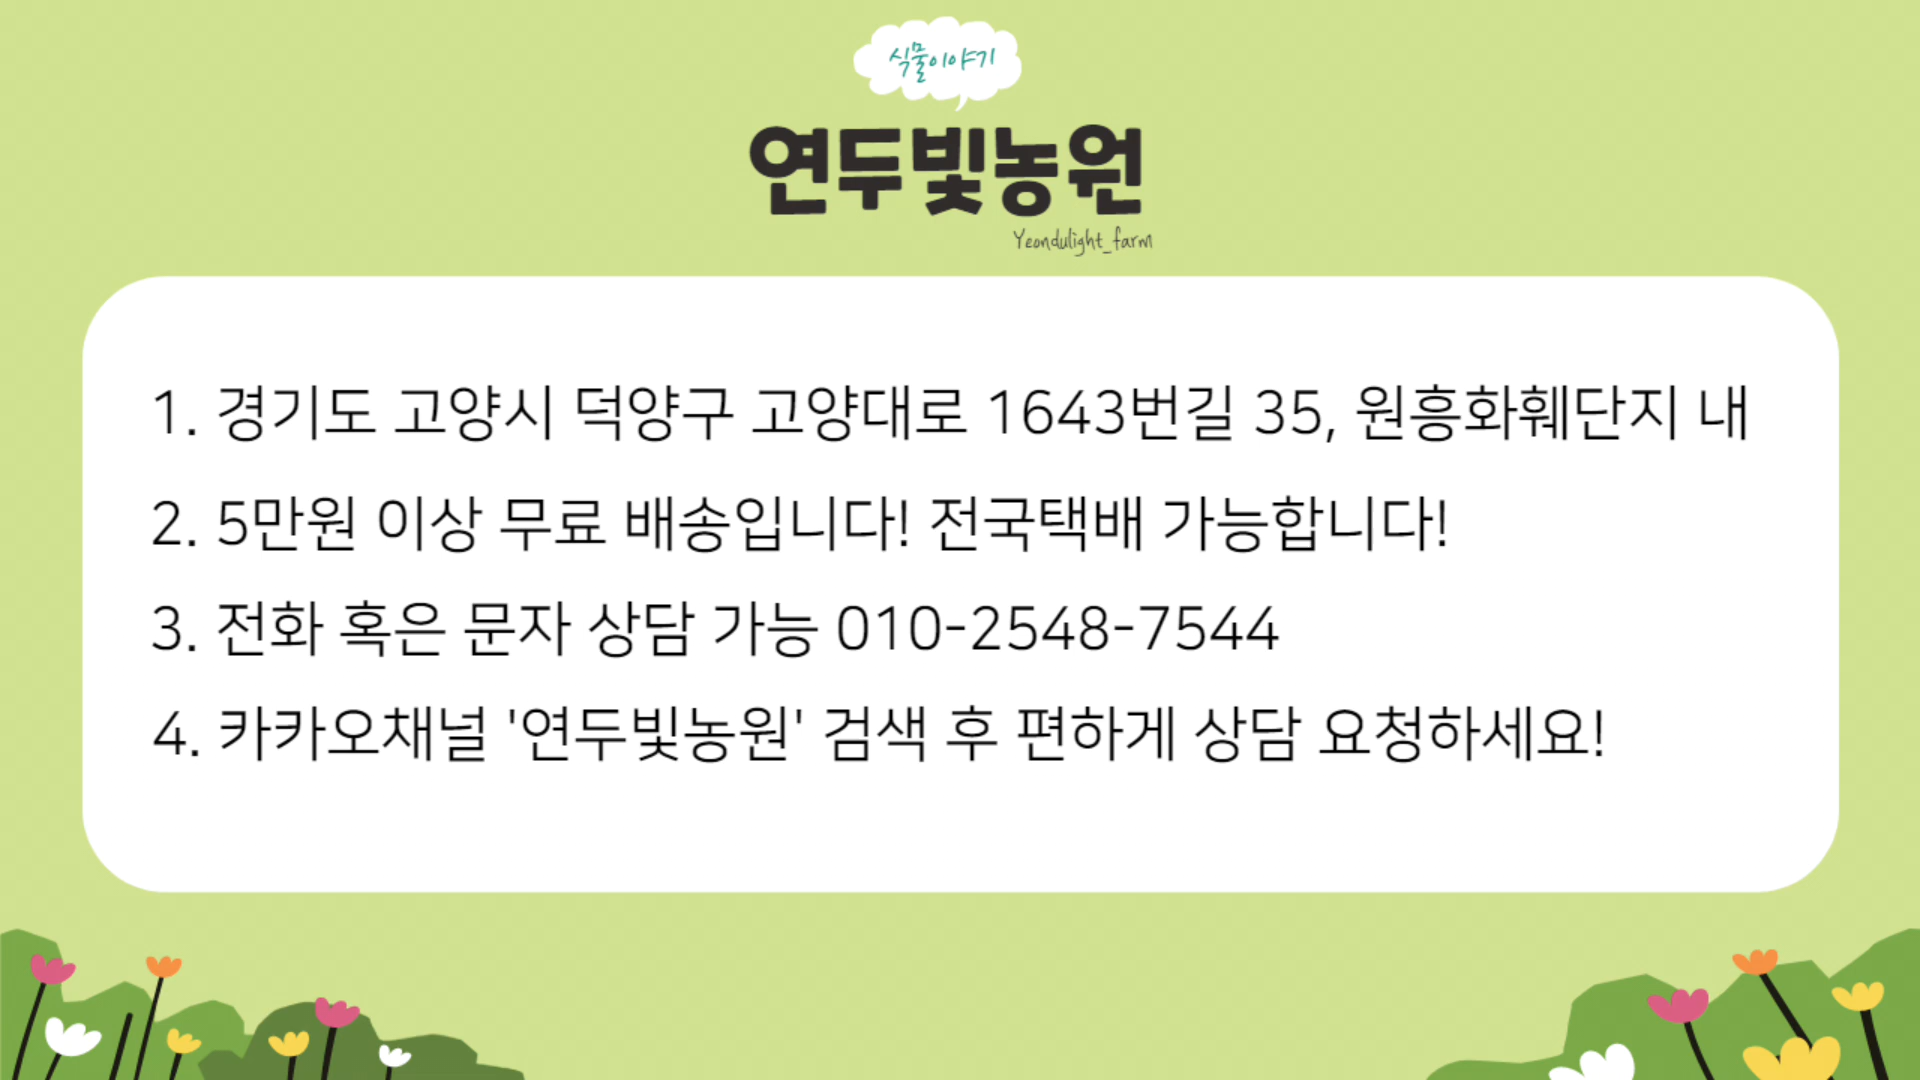 식물이야기
연두빛농원
Yeondulight_farm
1. 경기도 고양시 덕양구 고양대로 1643번길 35, 원흥화훼단지 내
2. 5만원 이상 무료 배송입니다! 전국택배 가능합니다!
3. 전화 혹은 문자 상담 가능 010-2548-7544
4. 카카오채널 '연두빛농원' 검색 후 편하게 상담 요청하세요!